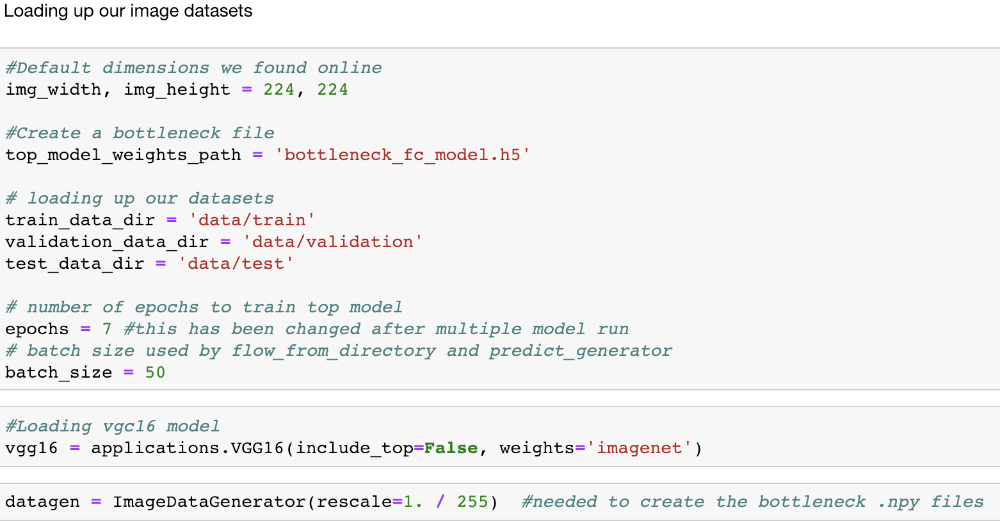 Loading up our image datasets
#Default dimensions we found online
img_width, img_height = 224, 224
#Create a bottleneck file
top_model_weights_path = 'bottleneck_fc_model.h5'
# loading up our datasets
train_data_dir = 'data/train'
validation_data_dir = 'data/validation'
test_data_dir = 'data/test'
# number of epochs to train top model
epochs = 7 #this has been changed after multiple model run
# batch size used by flow_from_directory and predict_generator
batch_size = 50
#Loading vgc16 model
vgg16 = applications.VGG16(include_top=False, weights='imagenet')
datagen = ImageDataGenerator(rescale=1. / 255)  #needed to create the bottleneck .npy files